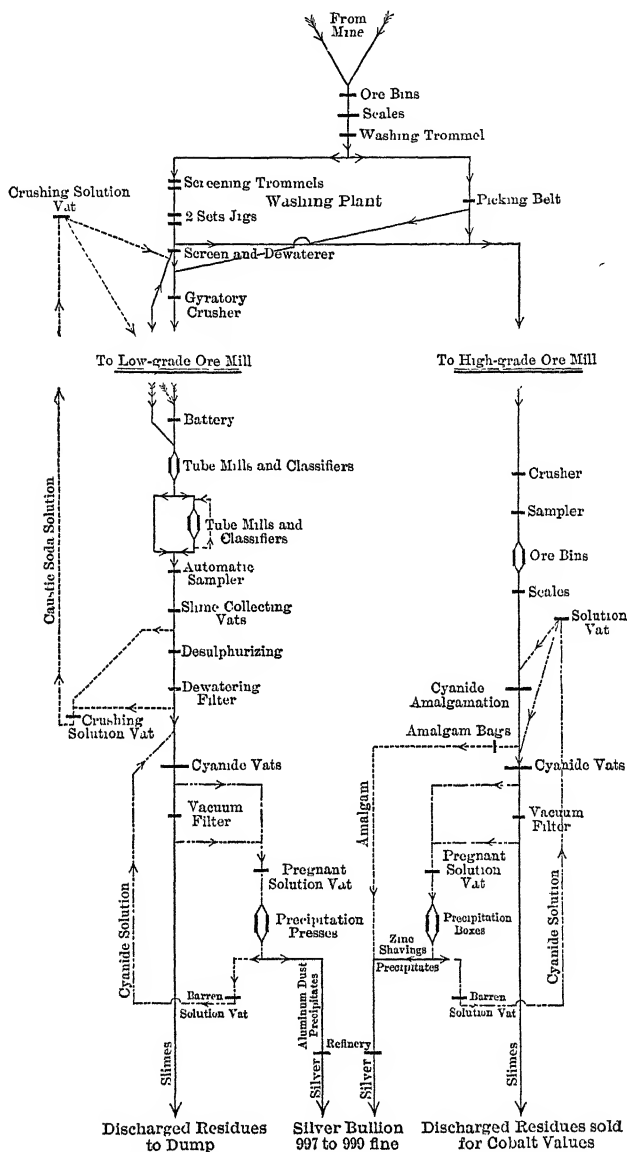 From
Mine
Ore Bins
Scales
Washing Trommel
Screening Trommels
Washing Plant
Picking Belt
Crushing Solution
Vat
2 Sets Jigs
Screen and Dewaterer
Gyratory
Crusher
To Low-grade Ore Mill
To High-grade Ore Mill
Battery
Tube Mills and Classifiers
Tube Mills and
Classifiers
Automatic
Sampler
Slime Collecting
Vats
Desulphurizing
Dewatering
Filter
Caustic Soda Solution
Crushing
Solution Vat
Cyanide Vats
Vacuum
Filter
Pregnant
Solution Vat
Precipitation
Presses
Cyanide Solution
Barren
Solution Vat
Aluminum Dust
Precipitates
Slimes
Silver
Refinery
Crusher
Sampler
Ore Bins
Scales
Solution
Vat
Cyanide
Amalgamation
Amalgam Bags
Cyanide Vats
Amalgam
Vacuum
Filter
Pregnant
Solution
Vat
Precipitation
Boxes
Zinc
Shavings
Precipitates
Cyanide Solution
Barren
Solution Vat
Silver
Slimes
Discharged Residues
to Dump
Silver Bullion
997 to 999 fine
Discharged Residues sold
for Cobalt Values